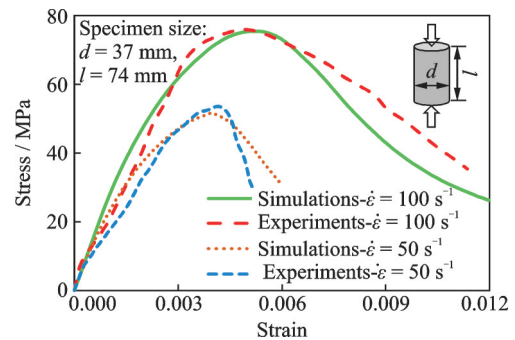 Specimen size:
d = 37 mm,
l = 74 mm
d
l
Stress / MPa
80
60
40
20
0
Simulations-ε̇ = 100 s⁻¹
Experiments-ε̇ = 100 s⁻¹
Simulations-ε̇ = 50 s⁻¹
Experiments-ε̇ = 50 s⁻¹
0.000 0.003 0.006 0.009 0.012
Strain